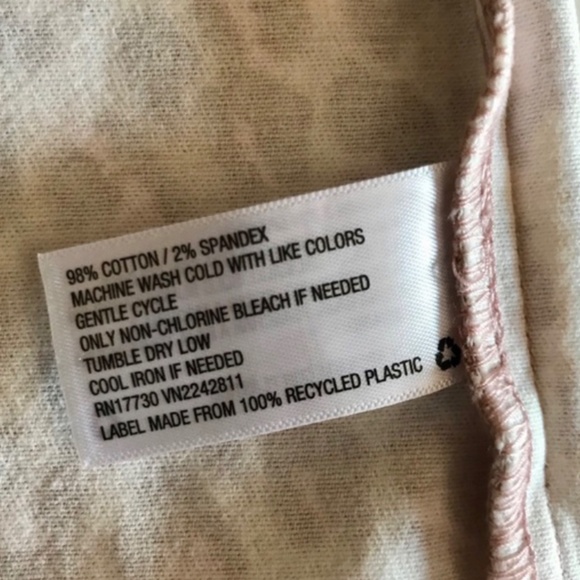 98% COTTON / 2% SPANDEX
MACHINE WASH COLD WITH LIKE COLORS
GENTLE CYCLE
ONLY NON-CHLORINE BLEACH IF NEEDED
TUMBLE DRY LOW
COOL IRON IF NEEDED
RN17730 VN2242811
LABEL MADE FROM 100% RECYCLED PLASTIC